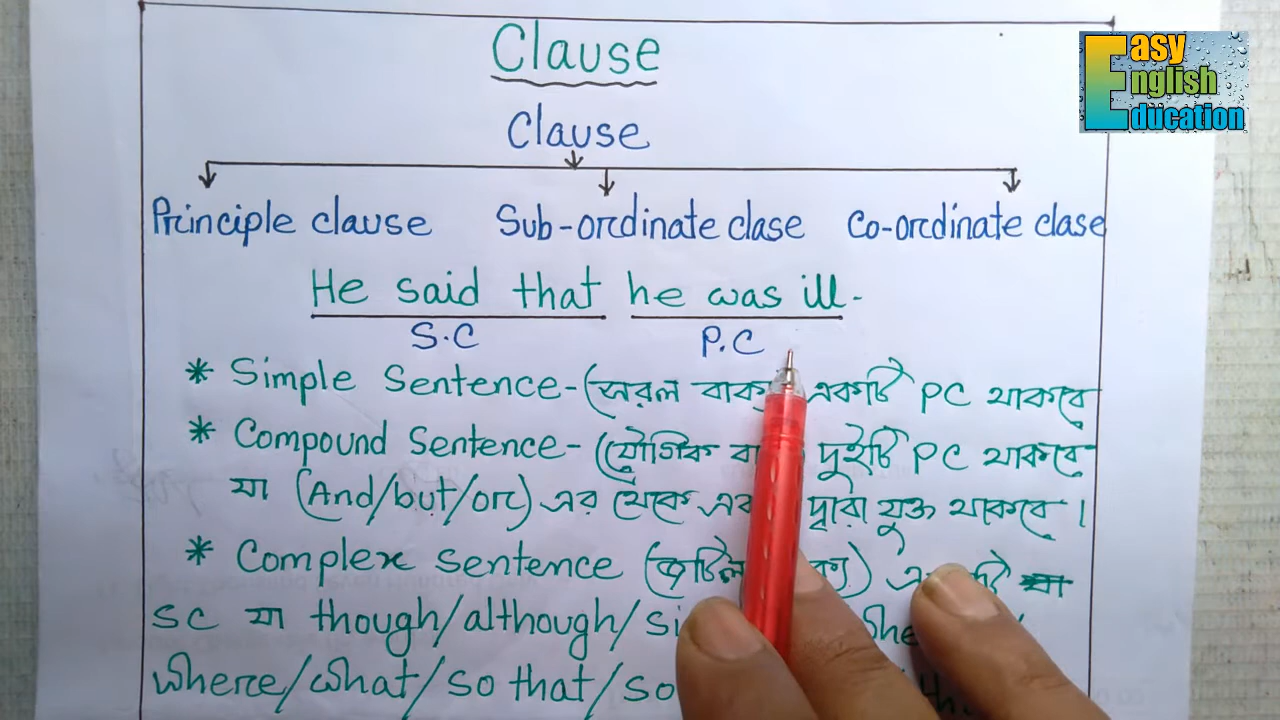 Clause
Easy English Education
Clause
Principle clause Sub-ordinate clase Co-ordinate clase
He said that he was ill.
S.C P.C
* Simple Sentence-(সরল বাক্য একটি PC থাকবে
* Compound Sentence-(যৌগিক দুইটি PC থাকবে
যা (And/but/or) এর থেকে দ্বারা যুক্ত থাকবে।
* Complex Sentence (জটিল
SC যা though/although/
where/what/so that/so